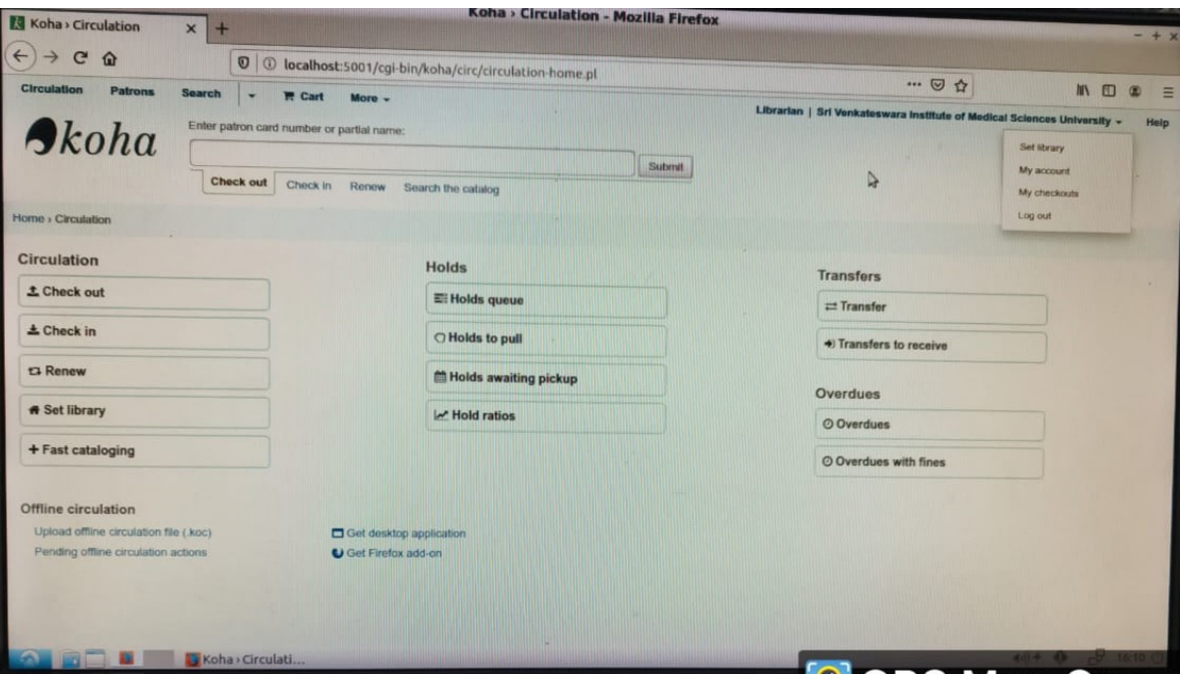 Koha › Circulation - Mozilla Firefox
Koha › Circulation
localhost:5001/cgi-bin/koha/circ/circulation-home.pl
Circulation Patrons Search Cart More
Librarian | Sri Venkateswara Institute of Medical Sciences University Help
koha
Enter patron card number or partial name:
Submit
Check out Check in Renew Search the catalog
Set library
My account
My checkouts
Log out
Home › Circulation
Circulation
Check out
Check in
Renew
Set library
Fast cataloging
Holds
Holds queue
Holds to pull
Holds awaiting pickup
Hold ratios
Transfers
Transfer
Transfers to receive
Overdues
Overdues
Overdues with fines
Offline circulation
Upload offline circulation file (.koc)
Pending offline circulation actions
Get desktop application
Get Firefox add-on
Koha › Circulati...
16:10